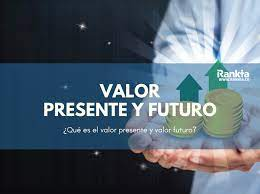 Rankia
VALOR
PRESENTE Y FUTURO
¿Qué es el valor presente y valor futuro?